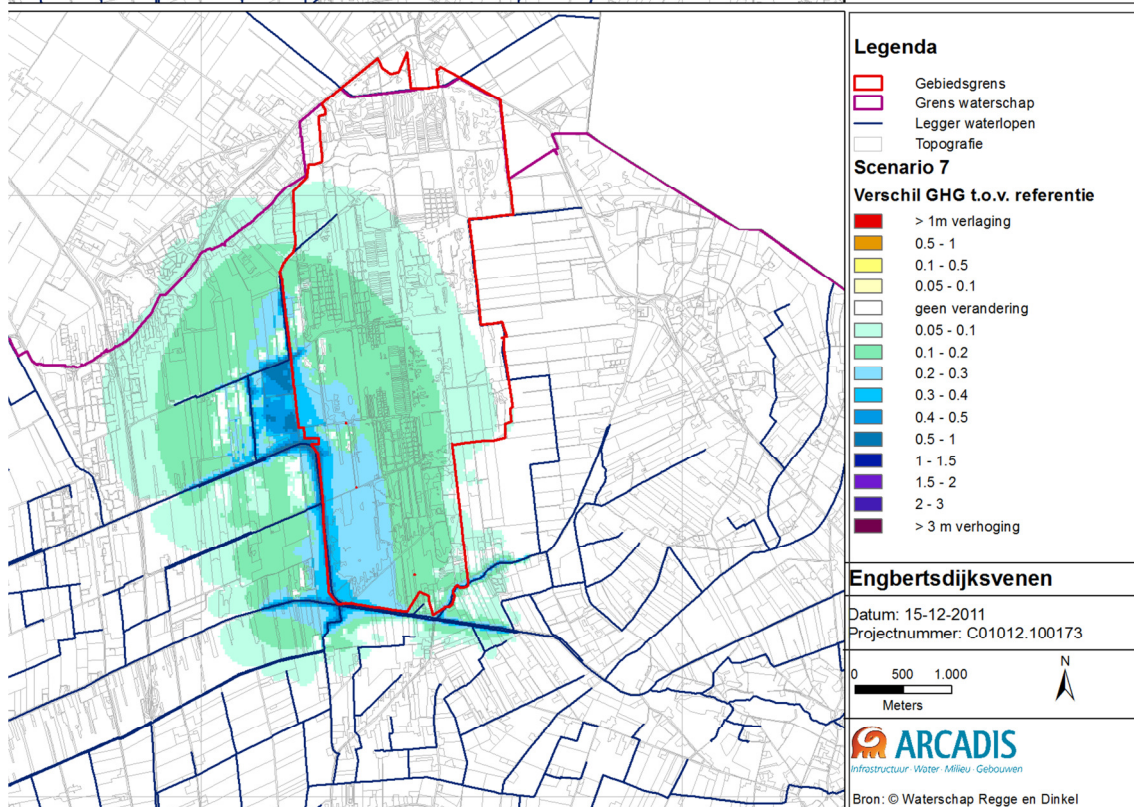 Legenda
Gebiedsgrens
Grens waterschap
Legger waterlopen
Topografie
Scenario 7
Verschil GHG t.o.v. referentie
> 1m verlaging
0.5 - 1
0.1 - 0.5
0.05 - 0.1
geen verandering
0.05 - 0.1
0.1 - 0.2
0.2 - 0.3
0.3 - 0.4
0.4 - 0.5
0.5 - 1
1 - 1.5
1.5 - 2
2 - 3
> 3 m verhoging
Engbertsdijksvenen
Datum: 15-12-2011
Projectnummer: C01012.100173
0 500 1.000
Meters
N
ARCADIS
Infrastructuur · Water · Milieu · Gebouwen
Bron: © Waterschap Regge en Dinkel